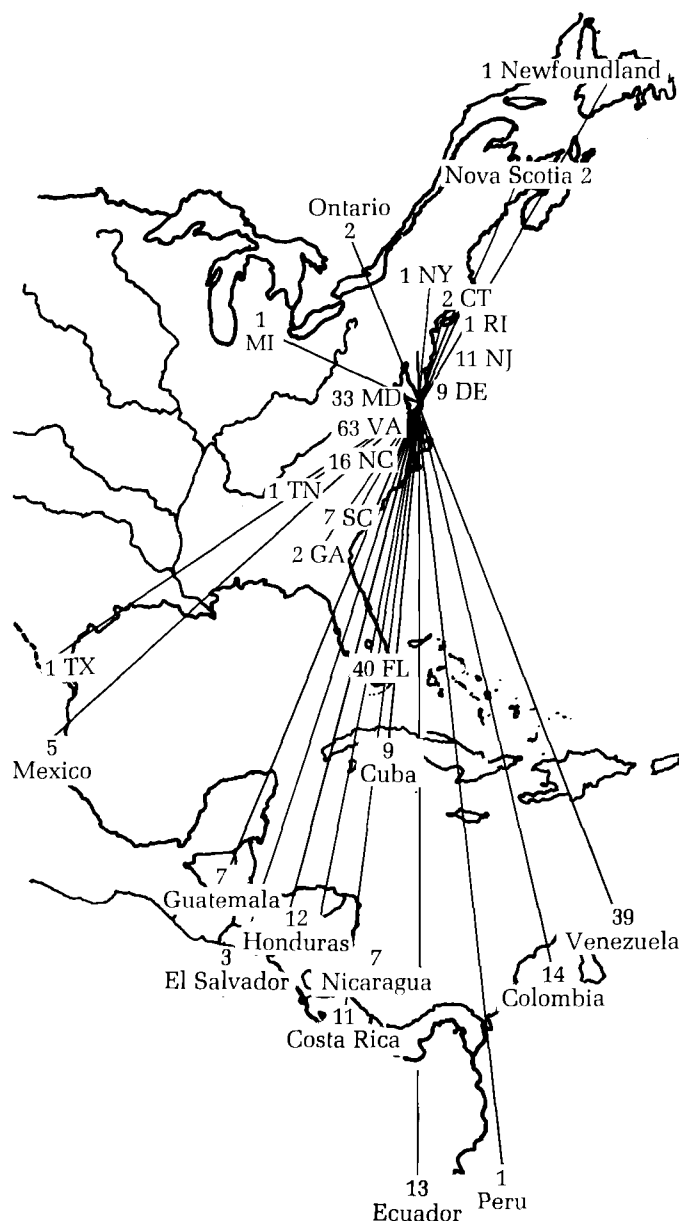 1 Newfoundland
Nova Scotia 2
Ontario
2
1 NY
2 CT
1 RI
1
MI
11 NJ
9 DE
33 MD
63 VA
16 NC
1 TN
7 SC
2 GA
1 TX
40 FL
5
Mexico
9
Cuba
7
Guatemala
12
Honduras
39
Venezuela
3
El Salvador
7
Nicaragua
14
Colombia
11
Costa Rica
13
Ecuador
1
Peru